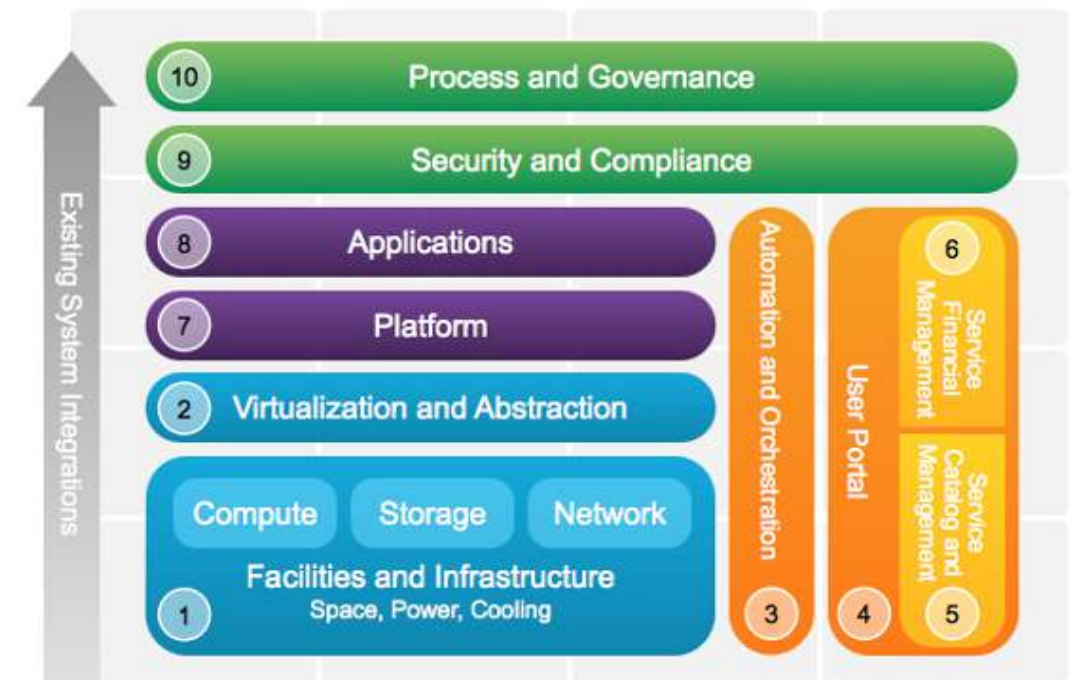 10 Process and Governance
9 Security and Compliance
8 Applications
7 Platform
2 Virtualization and Abstraction
Compute Storage Network
Facilities and Infrastructure
Space, Power, Cooling
1
Existing System Integrations
Automation and Orchestration
3
User Portal
4
6
Service
Financial
Management
Service
Catalog and
Management
5